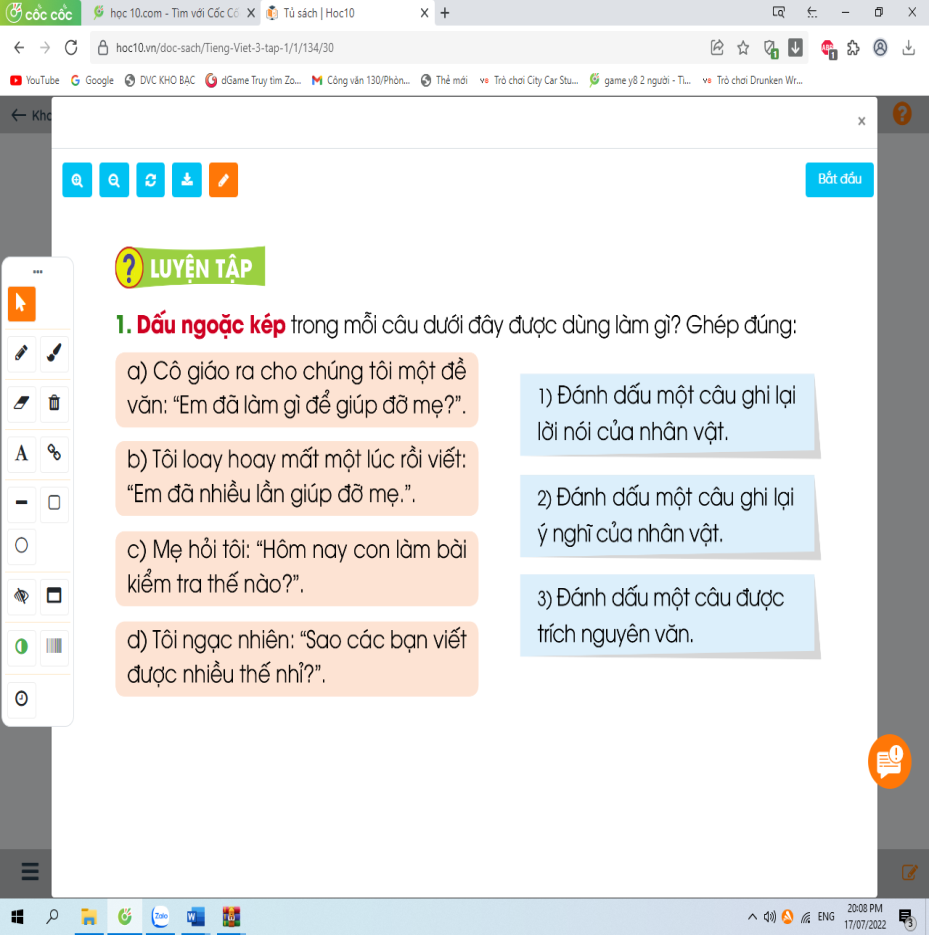 cốc cốc
học 10.com - Tìm với Cốc Cố
Tủ sách | Hoc10
hoc10.vn/doc-sach/Tieng-Viet-3-tap-1/1/134/30
YouTube
Google
DVC KHO BẠC
dGame Truy tìm Zo...
Công văn 130/Phòn...
Thẻ mới
Trò chơi City Car Stu...
game y8 2 người - Tì...
Trò chơi Drunken Wr...
Kho
x
Bắt đầu
? LUYỆN TẬP
1. Dấu ngoặc kép trong mỗi câu dưới đây được dùng làm gì? Ghép đúng:
a) Cô giáo ra cho chúng tôi một đề
văn: “Em đã làm gì để giúp đỡ mẹ?”.
b) Tôi loay hoay mất một lúc rồi viết:
“Em đã nhiều lần giúp đỡ mẹ.”.
c) Mẹ hỏi tôi: “Hôm nay con làm bài
kiểm tra thế nào?”.
d) Tôi ngạc nhiên: “Sao các bạn viết
được nhiều thế nhỉ?”.
1) Đánh dấu một câu ghi lại
lời nói của nhân vật.
2) Đánh dấu một câu ghi lại
ý nghĩ của nhân vật.
3) Đánh dấu một câu được
trích nguyên văn.
A
Zalo
ENG
20:08 PM
17/07/2022
3